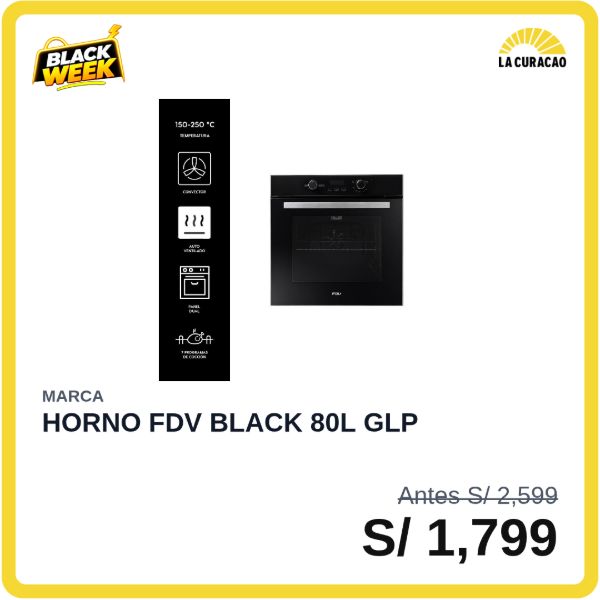 BLACK
WEEK
LA CURACAO
150-250 °C
TEMPERATURA
CONVECTOR
AUTO
VENTILADO
PANEL
DUAL
7 PROGRAMAS
DE COCCIÓN
FDV
MARCA
HORNO FDV BLACK 80L GLP
Antes S/ 2,599
S/ 1,799